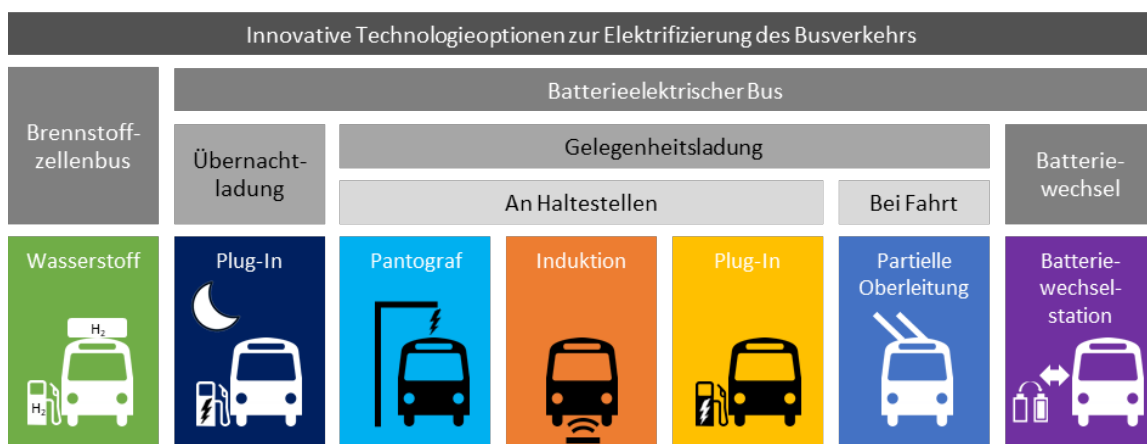 Innovative Technologieoptionen zur Elektrifizierung des Busverkehrs
Brennstoff-
zellenbus
Batterieelektrischer Bus
Übernacht-
ladung
Gelegenheitsladung
An Haltestellen
Bei Fahrt
Batterie-
wechsel
Wasserstoff
H₂
H₂
Plug-In
Pantograf
Induktion
Plug-In
Partielle
Oberleitung
Batterie-
wechsel-
station